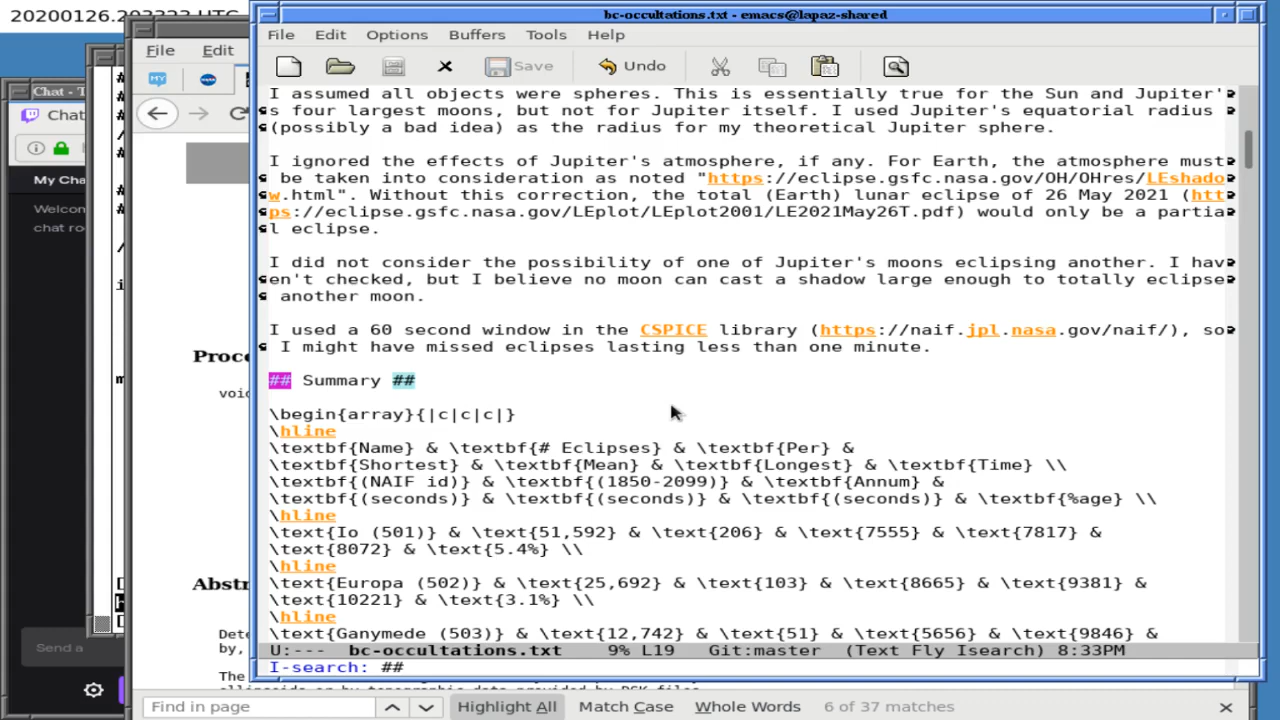 20200126.203323 UTC
bc-occultations.txt - emacs@lapaz-shared
File Edit Options Buffers Tools Help
Save Undo
I assumed all objects were spheres. This is essentially true for the Sun and Jupiter'
s four largest moons, but not for Jupiter itself. I used Jupiter's equatorial radius
(possibly a bad idea) as the radius for my theoretical Jupiter sphere.
I ignored the effects of Jupiter's atmosphere, if any. For Earth, the atmosphere must
be taken into consideration as noted "https://eclipse.gsfc.nasa.gov/OH/OHres/LEshado
w.html". Without this correction, the total (Earth) lunar eclipse of 26 May 2021 (htt
ps://eclipse.gsfc.nasa.gov/LEplot/LEplot2001/LE2021May26T.pdf) would only be a partia
l eclipse.
I did not consider the possibility of one of Jupiter's moons eclipsing another. I hav
en't checked, but I believe no moon can cast a shadow large enough to totally eclipse
another moon.
I used a 60 second window in the CSPICE library (https://naif.jpl.nasa.gov/naif/), so
I might have missed eclipses lasting less than one minute.
## Summary ##
\begin{array}{|c|c|c|}
\hline
\textbf{Name} & \textbf{# Eclipses} & \textbf{Per} &
\textbf{Shortest} & \textbf{Mean} & \textbf{Longest} & \textbf{Time} \\
\textbf{(NAIF id)} & \textbf{(1850-2099)} & \textbf{Annum} &
\textbf{(seconds)} & \textbf{(seconds)} & \textbf{(seconds)} & \textbf{%age} \\
\hline
\text{Io (501)} & \text{51,592} & \text{206} & \text{7555} & \text{7817} &
\text{8072} & \text{5.4%} \\
\hline
\text{Europa (502)} & \text{25,692} & \text{103} & \text{8665} & \text{9381} &
\text{10221} & \text{3.1%} \\
\hline
\text{Ganymede (503)} & \text{12,742} & \text{51} & \text{5656} & \text{9846} &
U:--- bc-occultations.txt 9% L19 Git:master (Text Fly Isearch) 8:33PM
I-search: ##
File Edit
MY
Chat - T
Chat
My Cha
Welcon
chat ro
Send a
Proce
voic
Abstr
Dete
by,
The
Find in page Highlight All Match Case Whole Words 6 of 37 matches